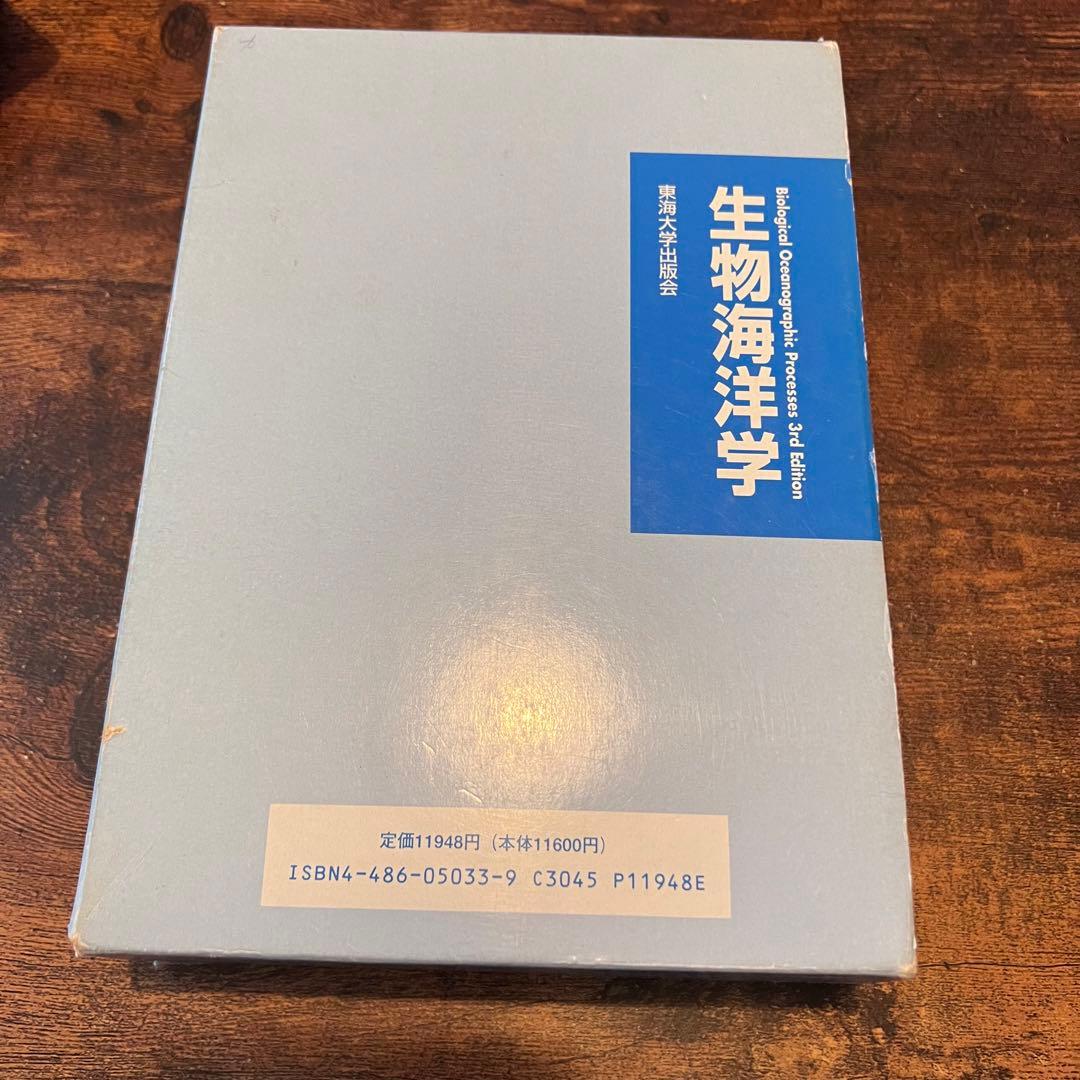 Biological Oceanographic Processes 3rd Edition
生物海洋学
東海大学出版会
定価11948円（本体11600円）
ISBN4-486-05033-9 C3045 P11948E